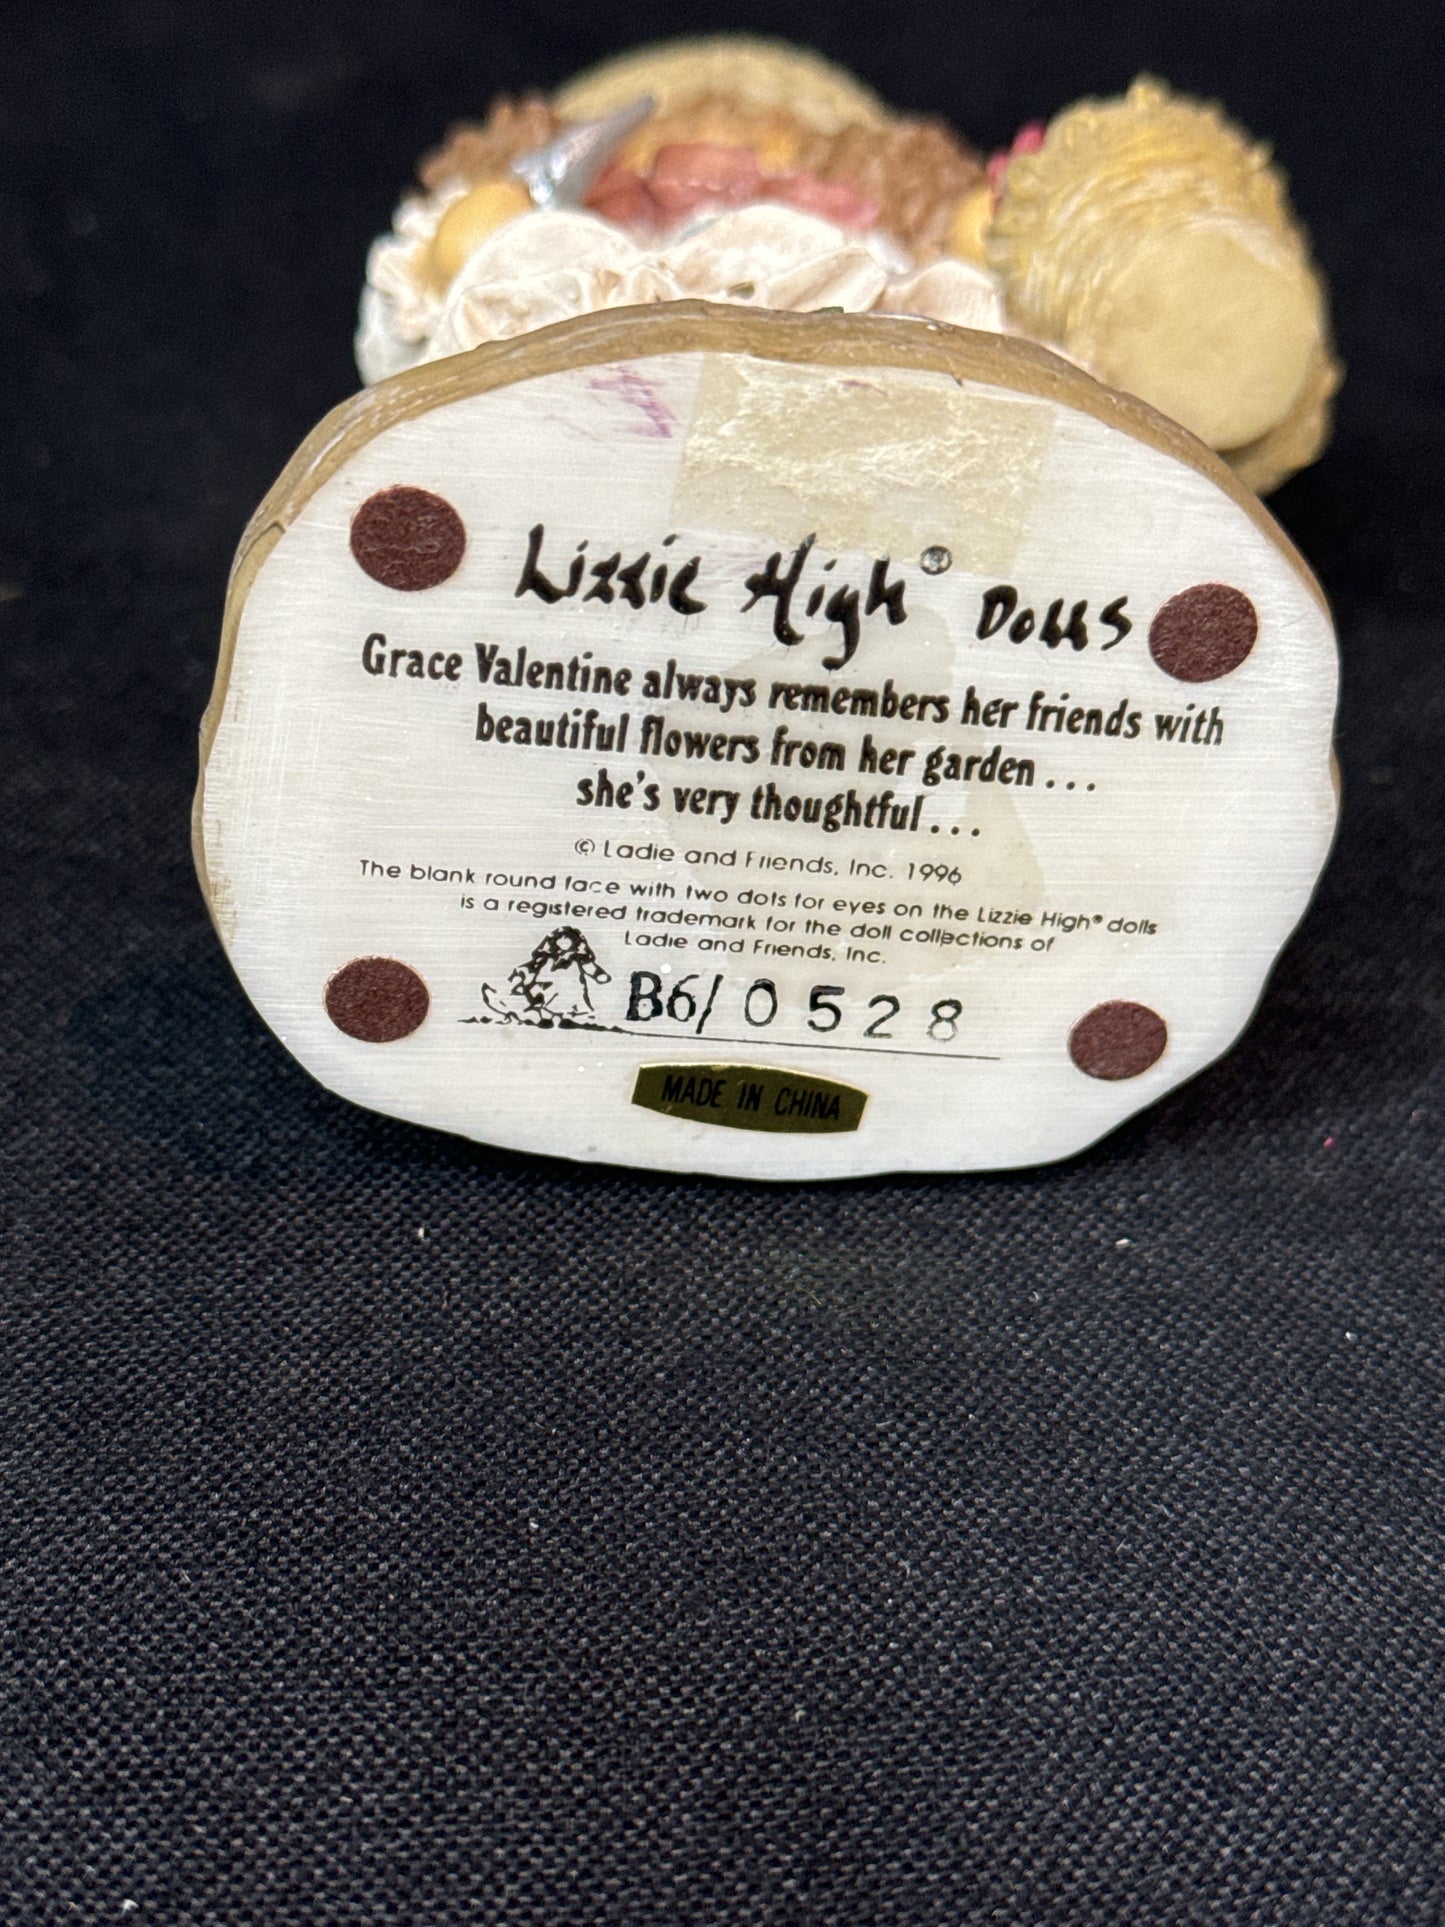 Lizzie High® Dolls
Grace Valentine always remembers her friends with
beautiful flowers from her garden . . .
she's very thoughtful . . .
© Ladie and Friends, Inc. 1996
The blank round face with two dots for eyes on the Lizzie High® dolls
is a registered trademark for the doll collections of
Ladie and Friends, Inc.
B6/0528
MADE IN CHINA